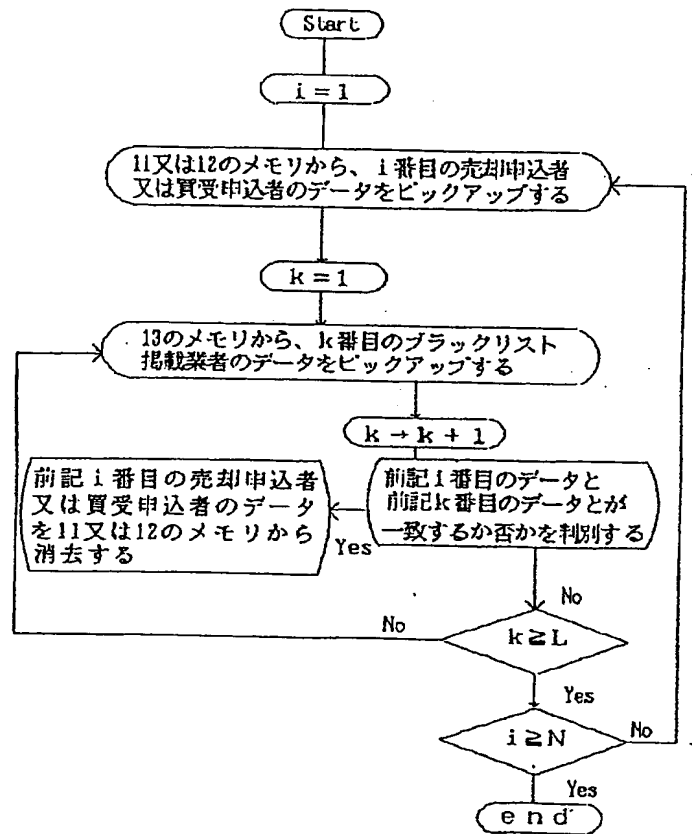 Start
i = 1
11又は12のメモリから、i番目の売却申込者
又は買受申込者のデータをピックアップする
k = 1
13のメモリから、k番目のブラックリスト
掲載業者のデータをピックアップする
k → k + 1
前記i番目の売却申込者
又は買受申込者のデータ
を11又は12のメモリから
消去する
Yes
前記i番目のデータと
前記k番目のデータとが
一致するか否かを判別する
No
No
k≧L
Yes
i≧N
No
Yes
end